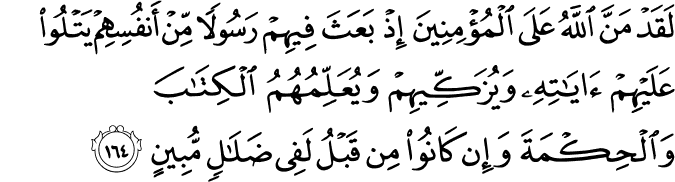 لَقَدۡ مَنَّ ٱللَّهُ عَلَى ٱلۡمُؤۡمِنِينَ إِذۡ بَعَثَ فِيهِمۡ رَسُولٗا مِّنۡ أَنفُسِهِمۡ يَتۡلُواْ
عَلَيۡهِمۡ ءَايَٰتِهِۦ وَيُزَكِّيهِمۡ وَيُعَلِّمُهُمُ ٱلۡكِتَٰبَ
وَٱلۡحِكۡمَةَ وَإِن كَانُواْ مِن قَبۡلُ لَفِي ضَلَٰلٖ مُّبِينٍ ١٦٤